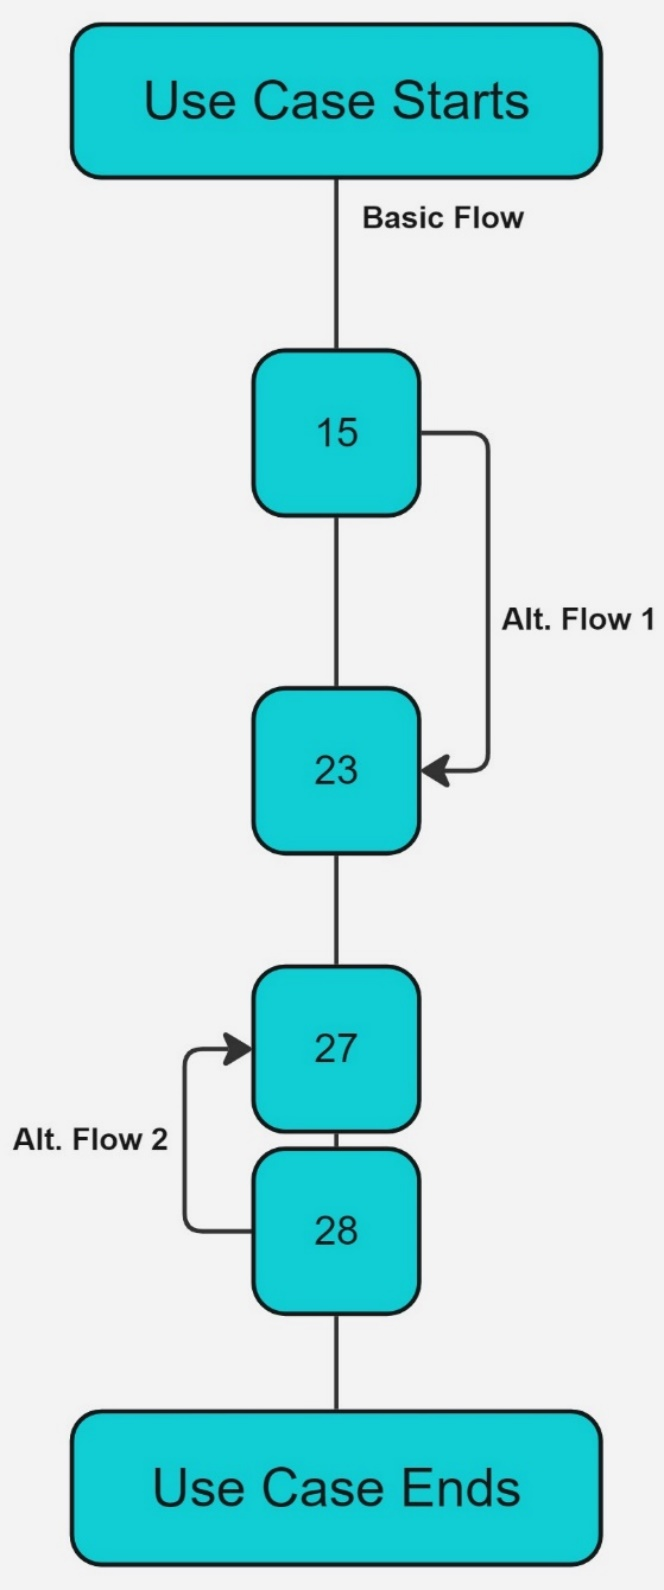 Use Case Starts
Basic Flow
15
Alt. Flow 1
23
27
Alt. Flow 2
28
Use Case Ends